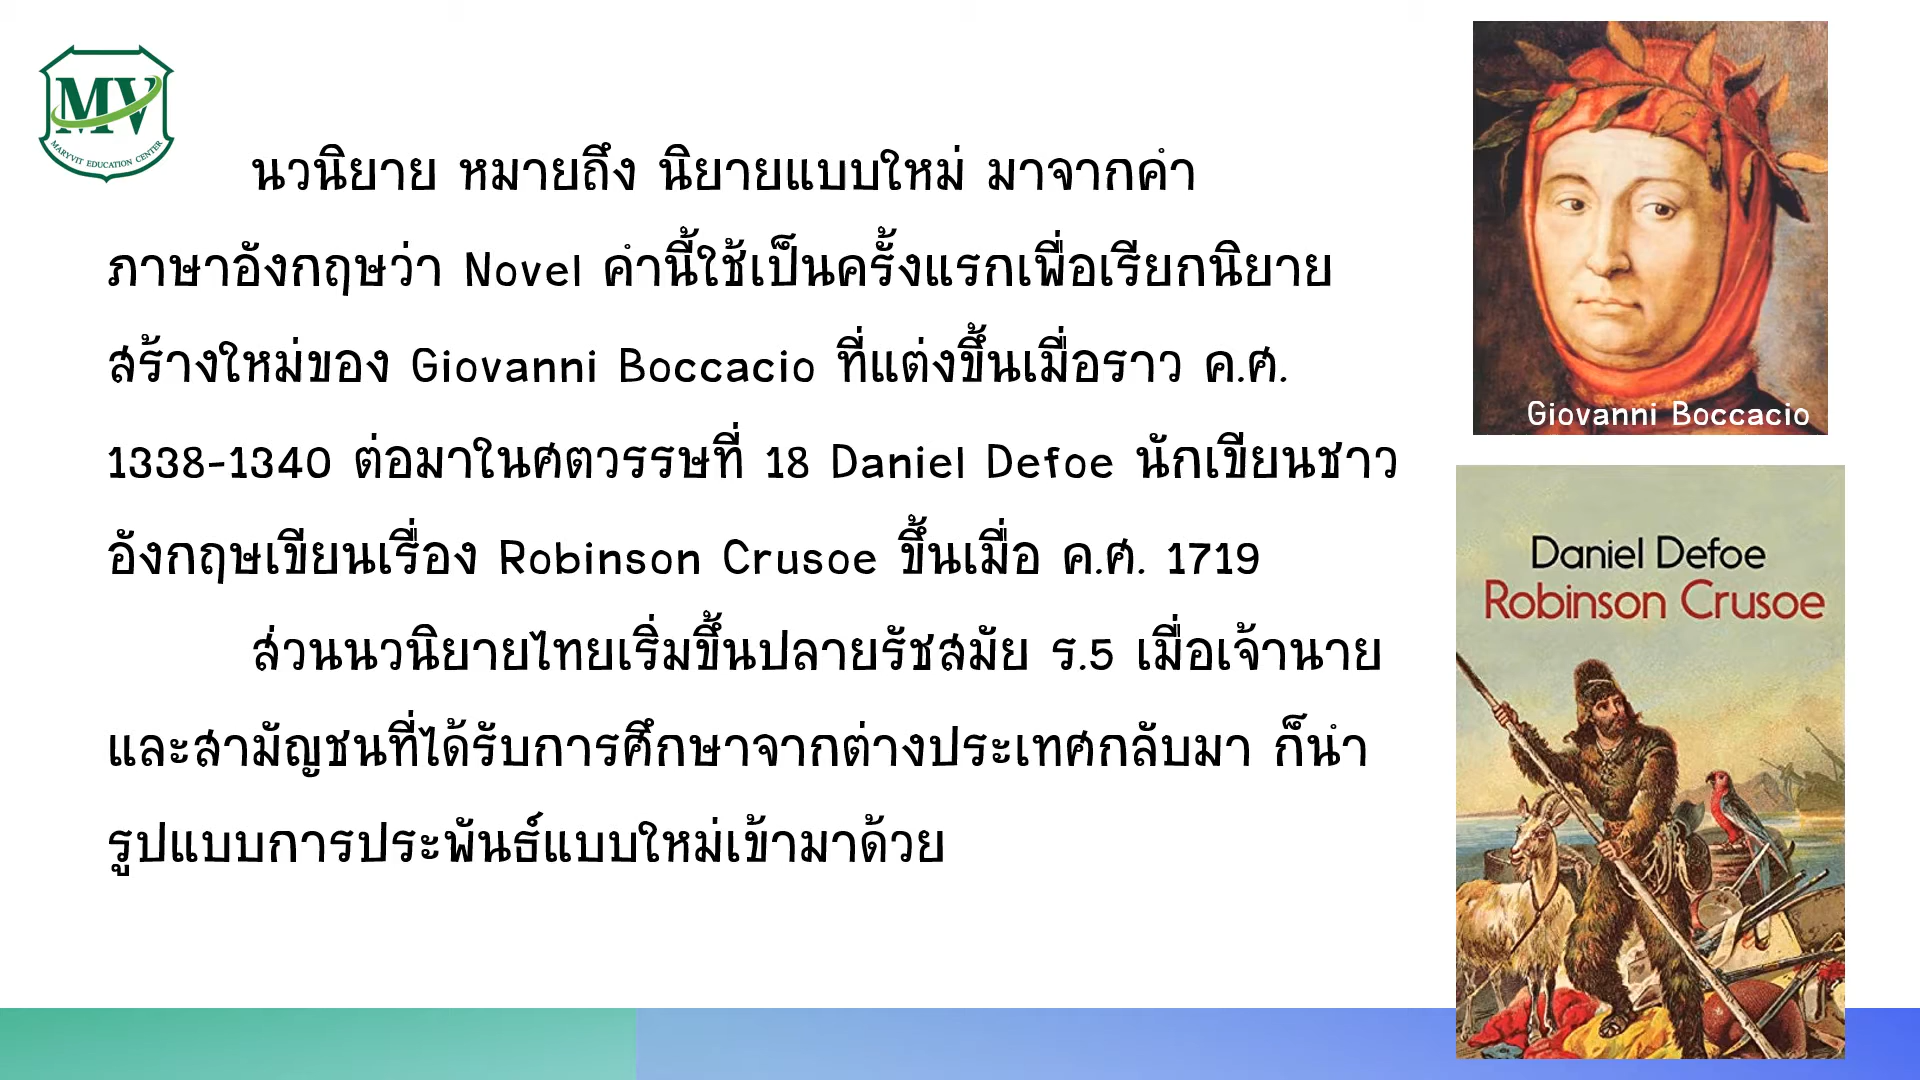 MV
MARYVIT EDUCATION CENTER
นวนิยาย หมายถึง นิยายแบบใหม่ มาจากคำ
ภาษาอังกฤษว่า Novel คำนี้ใช้เป็นครั้งแรกเพื่อเรียกนิยาย
สร้างใหม่ของ Giovanni Boccacio ที่แต่งขึ้นเมื่อราว ค.ศ.
1338-1340 ต่อมาในศตวรรษที่ 18 Daniel Defoe นักเขียนชาว
อังกฤษเขียนเรื่อง Robinson Crusoe ขึ้นเมื่อ ค.ศ. 1719
ส่วนนวนิยายไทยเริ่มขึ้นปลายรัชสมัย ร.5 เมื่อเจ้านาย
และสามัญชนที่ได้รับการศึกษาจากต่างประเทศกลับมา ก็นำ
รูปแบบการประพันธ์แบบใหม่เข้ามาด้วย
Giovanni Boccacio
Daniel Defoe
Robinson Crusoe